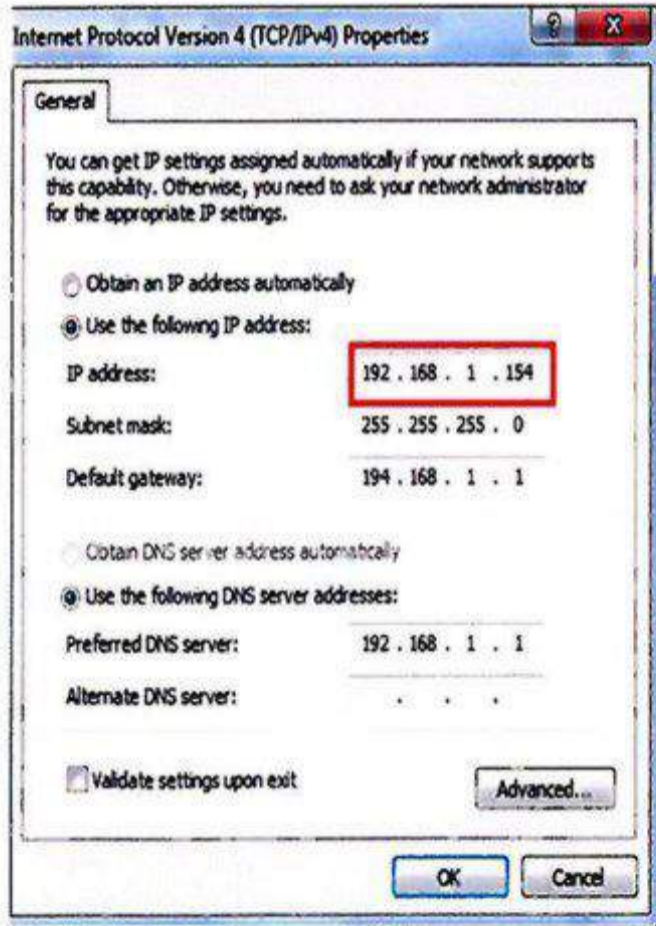 Internet Protocol Version 4 (TCP/IPv4) Properties
General
You can get IP settings assigned automatically if your network supports
this capability. Otherwise, you need to ask your network administrator
for the appropriate IP settings.
Obtain an IP address automatically
Use the following IP address:
IP address: 192 . 168 . 1 . 154
Subnet mask: 255 . 255 . 255 . 0
Default gateway: 194 . 168 . 1 . 1
Obtain DNS server address automatically
Use the following DNS server addresses:
Preferred DNS server: 192 . 168 . 1 . 1
Alternate DNS server: . . .
Validate settings upon exit
Advanced...
OK Cancel